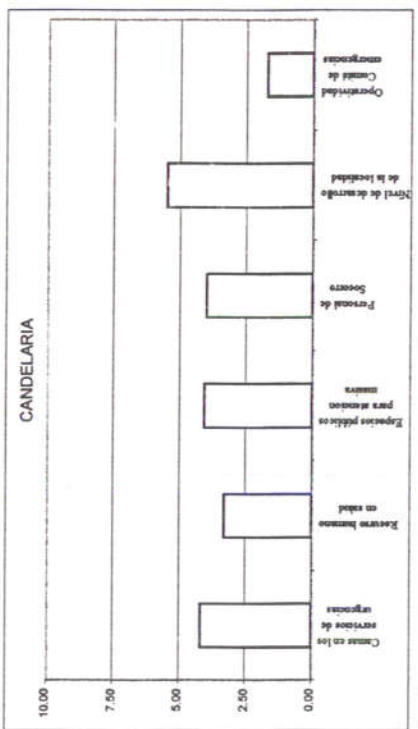 CANDELARIA
10.00
7.50
5.00
2.50
0.00
Camas en los
servicios de
urgencias
Recurso humano
en salud
Espacios públicos
para atencion
masiva
Personal de
Socorro
Nivel de desarrollo
de la localidad
Operatividad
Comité de
emergencias